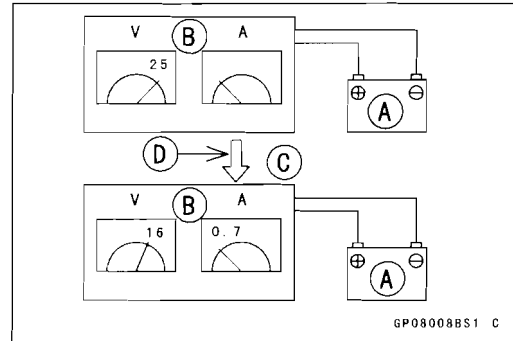 V B A
25
⊕ A ⊖
D C
V B A
16 0.7
⊕ A ⊖
GP08008BS1 C